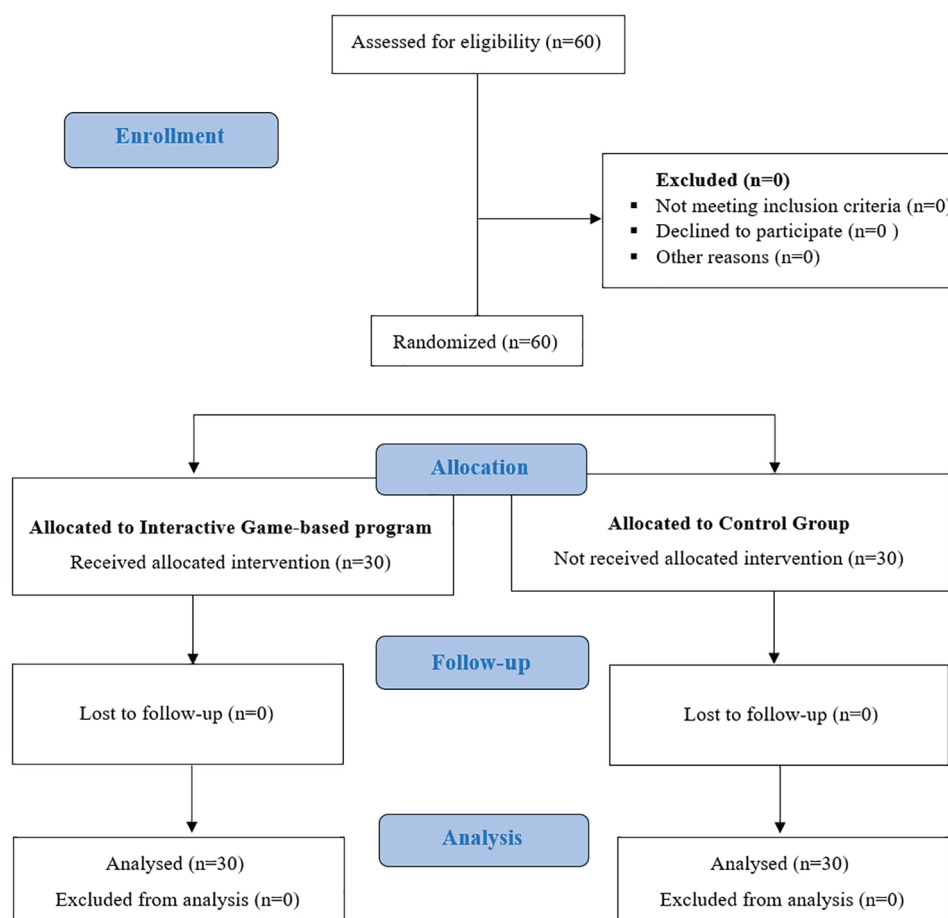 Assessed for eligibility (n=60)
Enrollment
Excluded (n=0)
▪ Not meeting inclusion criteria (n=0)
▪ Declined to participate (n=0 )
▪ Other reasons (n=0)
Randomized (n=60)
Allocation
Allocated to Interactive Game-based program
Received allocated intervention (n=30)
Allocated to Control Group
Not received allocated intervention (n=30)
Follow-up
Lost to follow-up (n=0)
Lost to follow-up (n=0)
Analysis
Analysed (n=30)
Excluded from analysis (n=0)
Analysed (n=30)
Excluded from analysis (n=0)